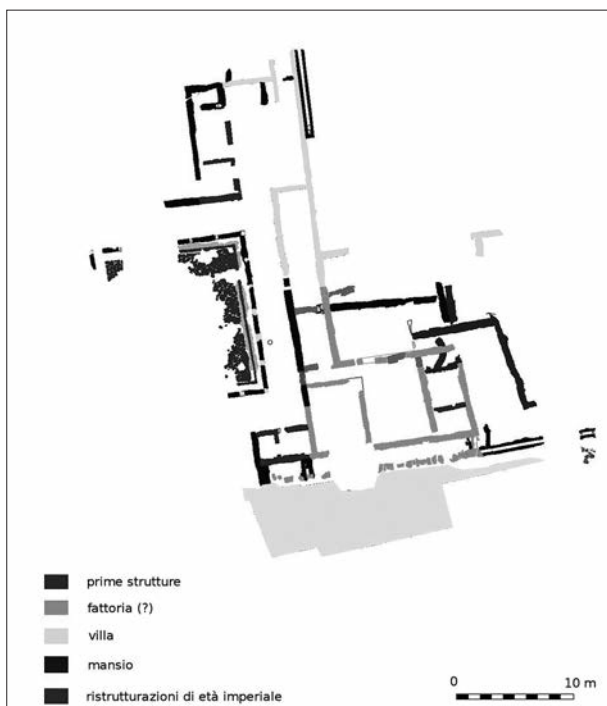 prime strutture
fattoria (?)
villa
mansio
ristrutturazioni di età imperiale
0 10 m